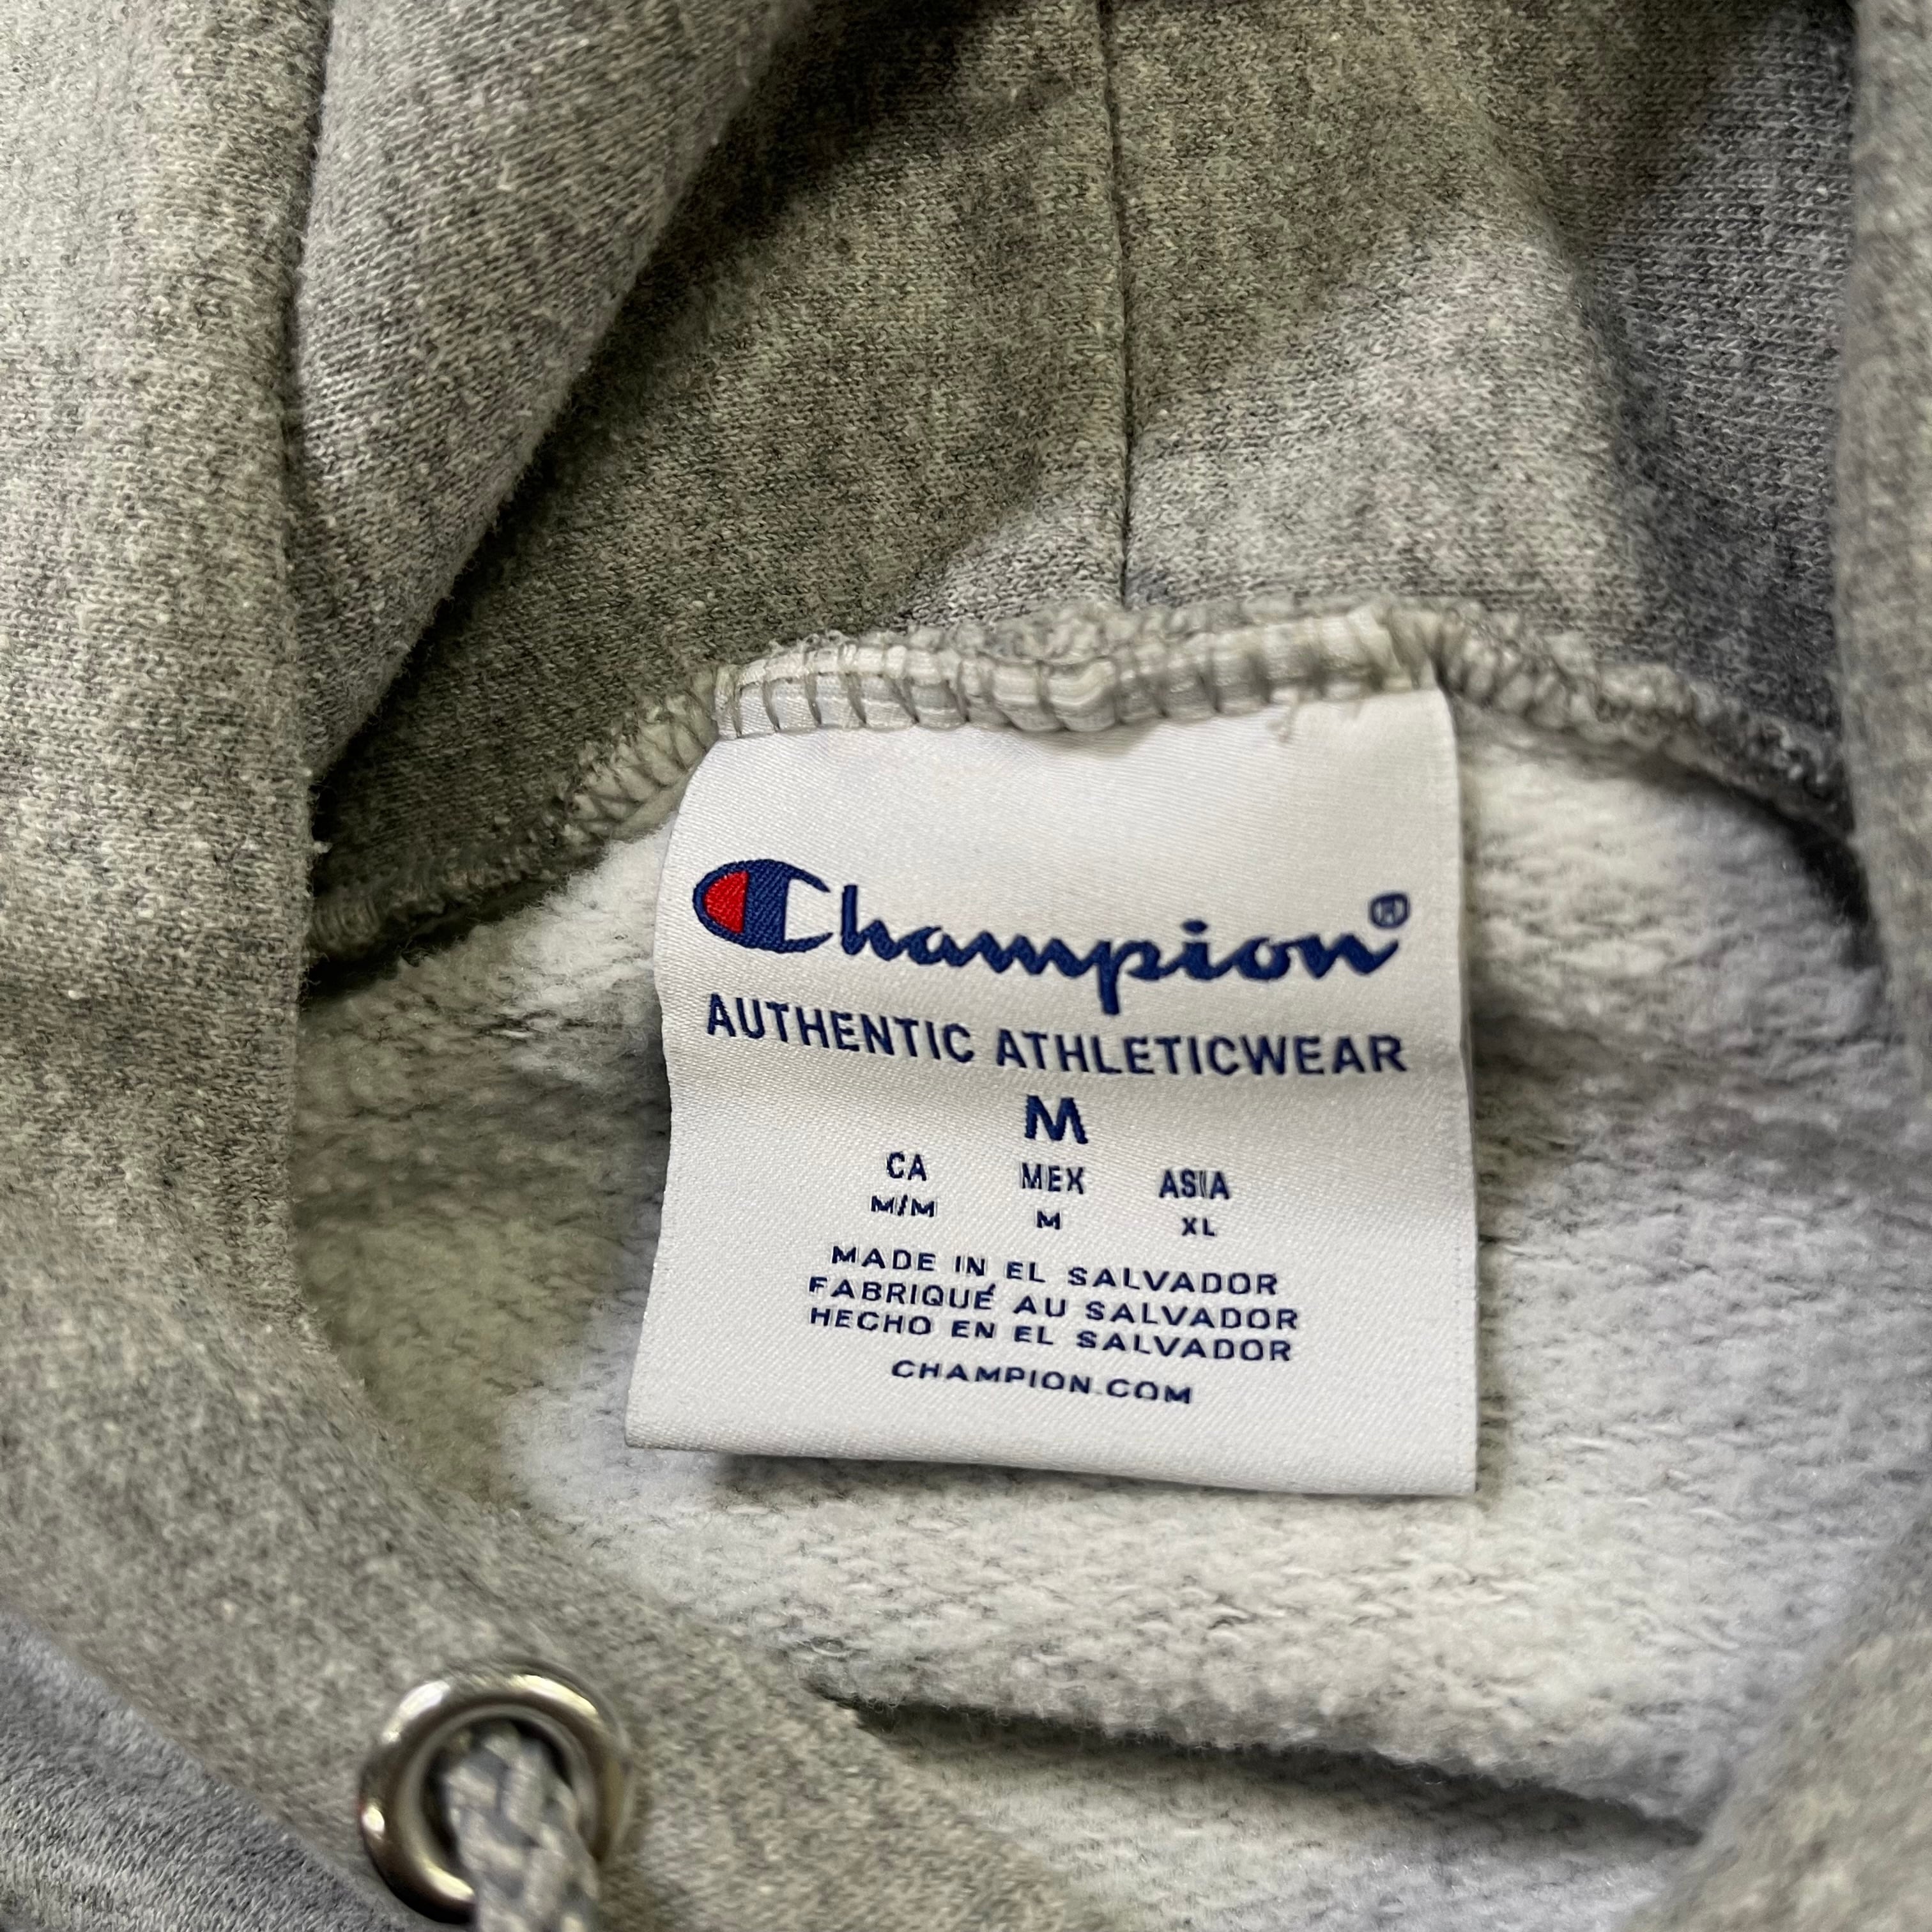 Champion®
AUTHENTIC ATHLETICWEAR
M
CA MEX ASIA
M/M M XL
MADE IN EL SALVADOR
FABRIQUÉ AU SALVADOR
HECHO EN EL SALVADOR
CHAMPION.COM